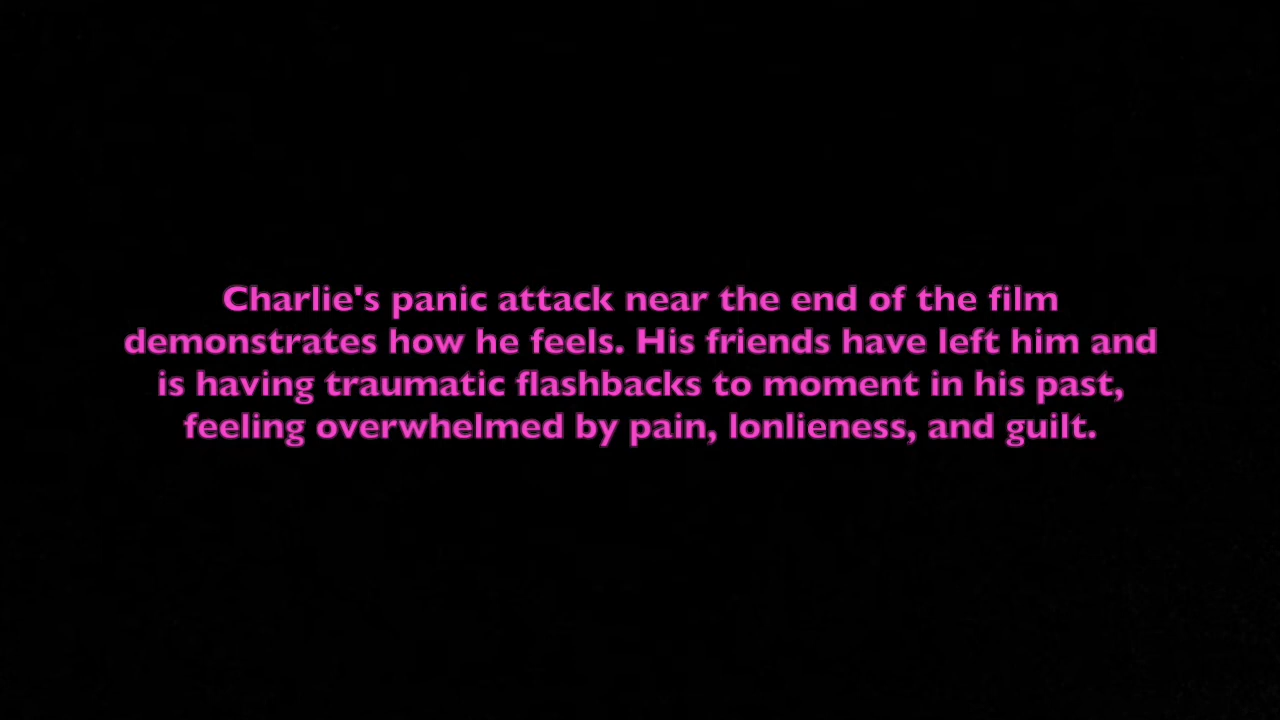 Charlie's panic attack near the end of the film
demonstrates how he feels. His friends have left him and
is having traumatic flashbacks to moment in his past,
feeling overwhelmed by pain, lonlieness, and guilt.